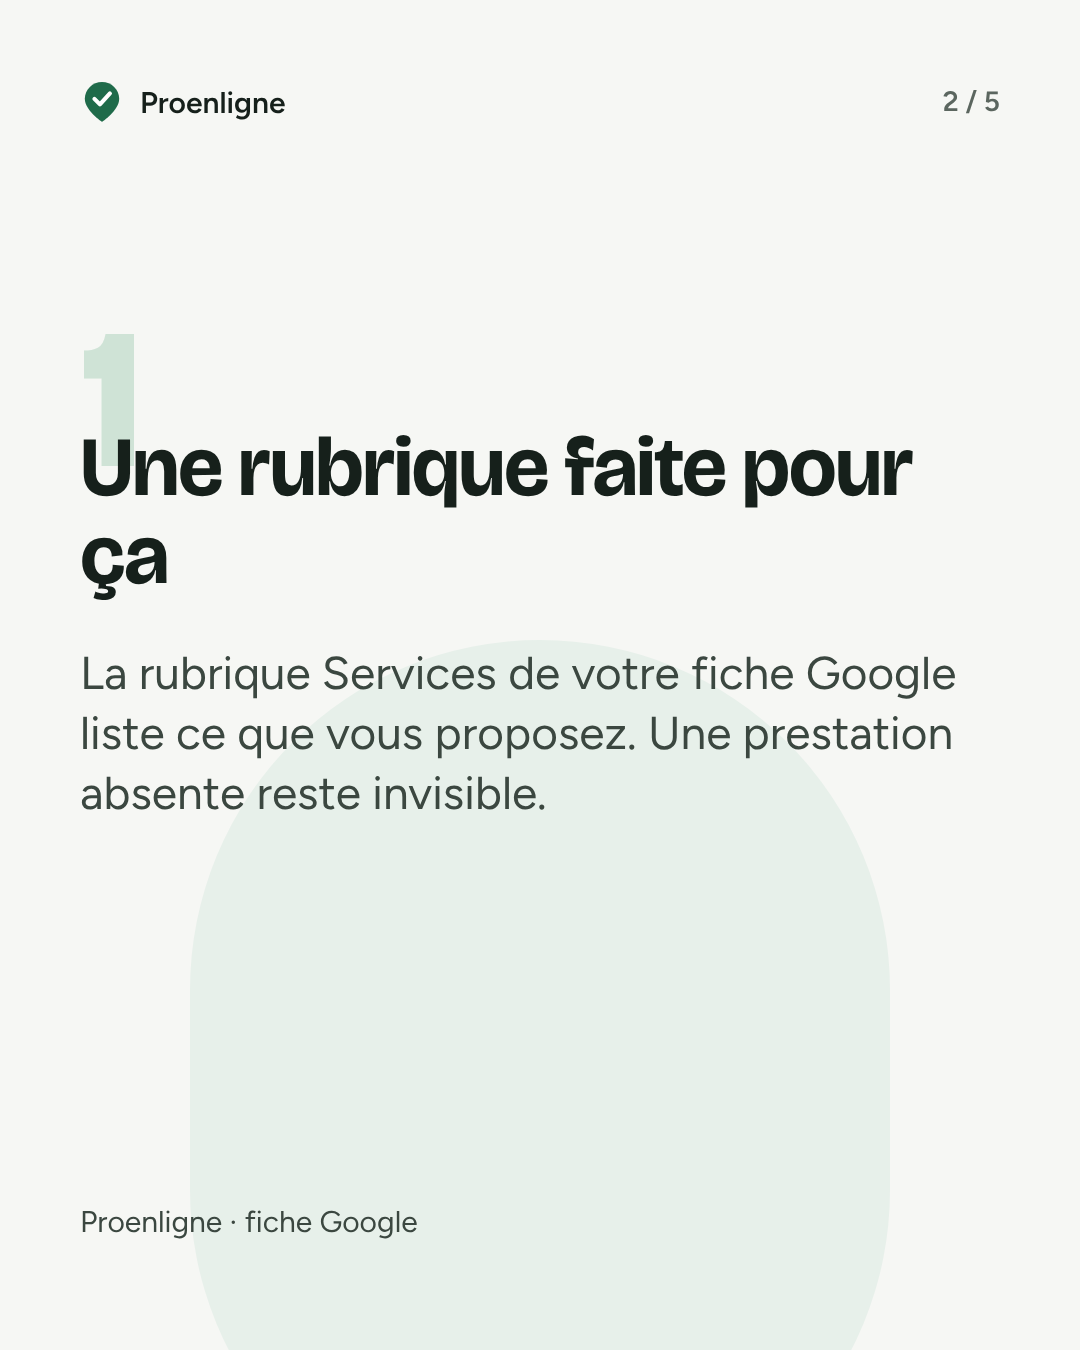 Proenligne
2 / 5
1
Une rubrique faite pour
ça
La rubrique Services de votre fiche Google
liste ce que vous proposez. Une prestation
absente reste invisible.
Proenligne · fiche Google